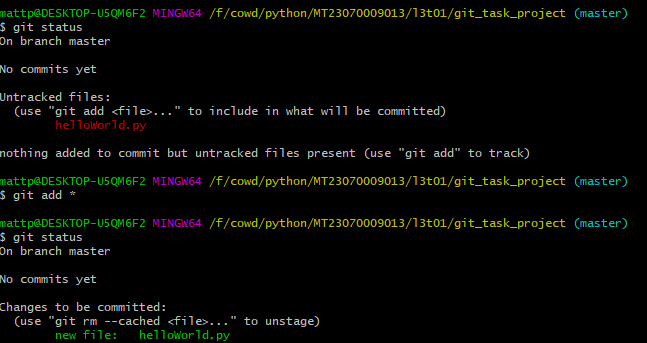 mattp@DESKTOP-U5QM6F2 MINGW64 /f/cowd/python/MT23070009013/l3t01/git_task_project (master)
$ git status
On branch master
No commits yet
Untracked files:
(use "git add <file>..." to include in what will be committed)
helloWorld.py
nothing added to commit but untracked files present (use "git add" to track)
mattp@DESKTOP-U5QM6F2 MINGW64 /f/cowd/python/MT23070009013/l3t01/git_task_project (master)
$ git add *
mattp@DESKTOP-U5QM6F2 MINGW64 /f/cowd/python/MT23070009013/l3t01/git_task_project (master)
$ git status
On branch master
No commits yet
Changes to be committed:
(use "git rm --cached <file>..." to unstage)
new file:   helloWorld.py